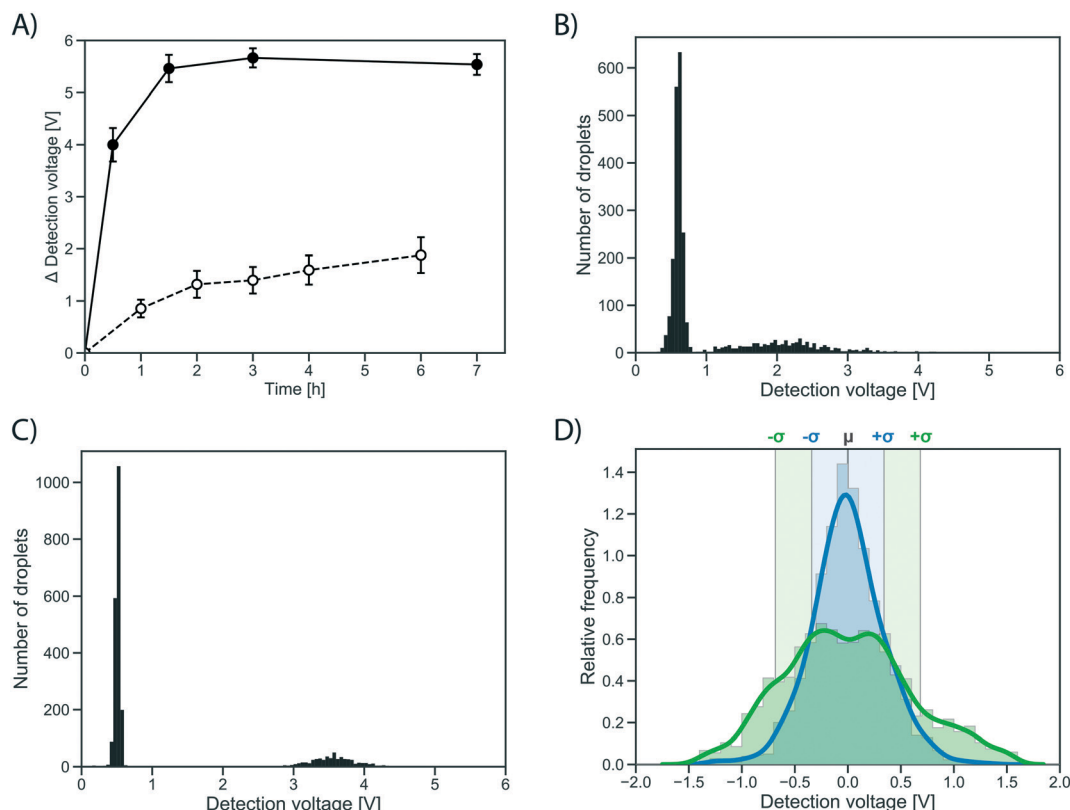 A)
6
5
4
3
2
1
0
Δ Detection voltage [V]
0 1 2 3 4 5 6 7
Time [h]
B)
600
500
400
300
200
100
0
Number of droplets
0 1 2 3 4 5 6
Detection voltage [V]
C)
1000
800
600
400
200
0
Number of droplets
0 1 2 3 4 5 6
Detection voltage [V]
D)
-σ -σ μ +σ +σ
1.4
1.2
1.0
0.8
0.6
0.4
0.2
0.0
Relative frequency
−2.0 −1.5 −1.0 −0.5 0.0 0.5 1.0 1.5 2.0
Detection voltage [V]